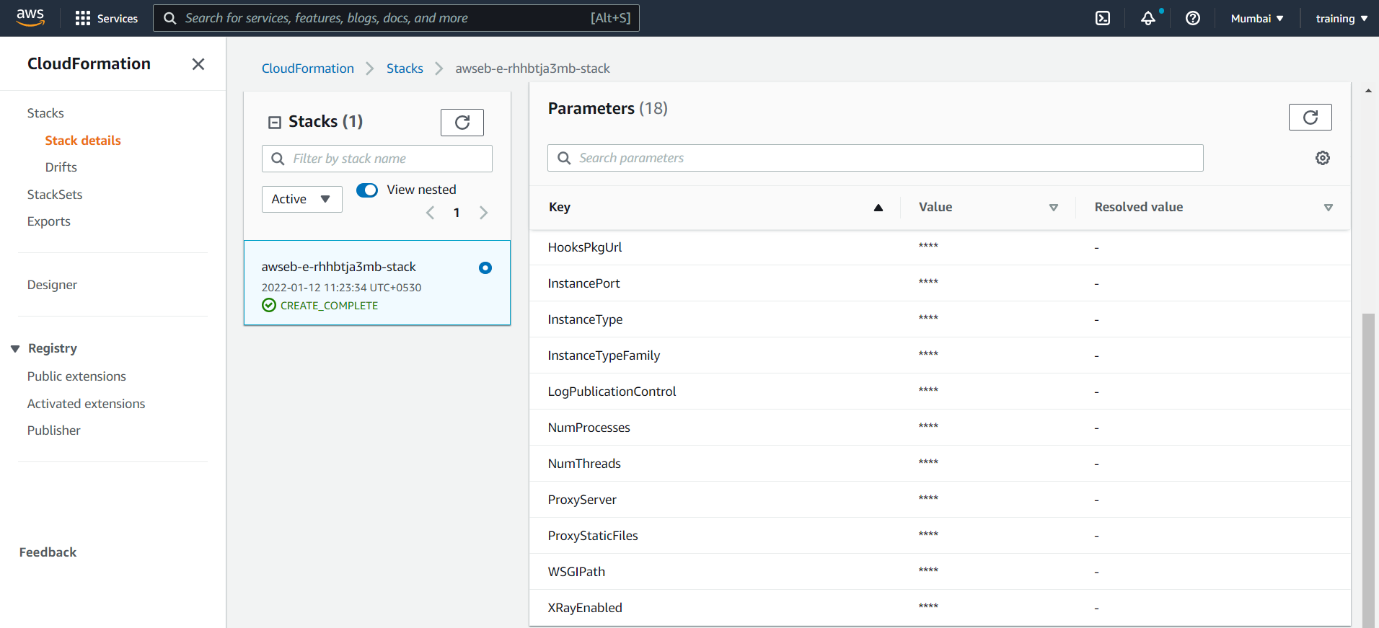 aws
Services
Search for services, features, blogs, docs, and more
[Alt+S]
Mumbai
training
CloudFormation
Stacks
Stack details
Drifts
StackSets
Exports
Designer
Registry
Public extensions
Activated extensions
Publisher
Feedback
CloudFormation
Stacks
awseb-e-rhhbtja3mb-stack
Stacks (1)
Filter by stack name
Active
View nested
1
awseb-e-rhhbtja3mb-stack
2022-01-12 11:23:34 UTC+0530
CREATE_COMPLETE
Parameters (18)
Search parameters
Key Value Resolved value
HooksPkgUrl **** -
InstancePort **** -
InstanceType **** -
InstanceTypeFamily **** -
LogPublicationControl **** -
NumProcesses **** -
NumThreads **** -
ProxyServer **** -
ProxyStaticFiles **** -
WSGIPath **** -
XRayEnabled **** -